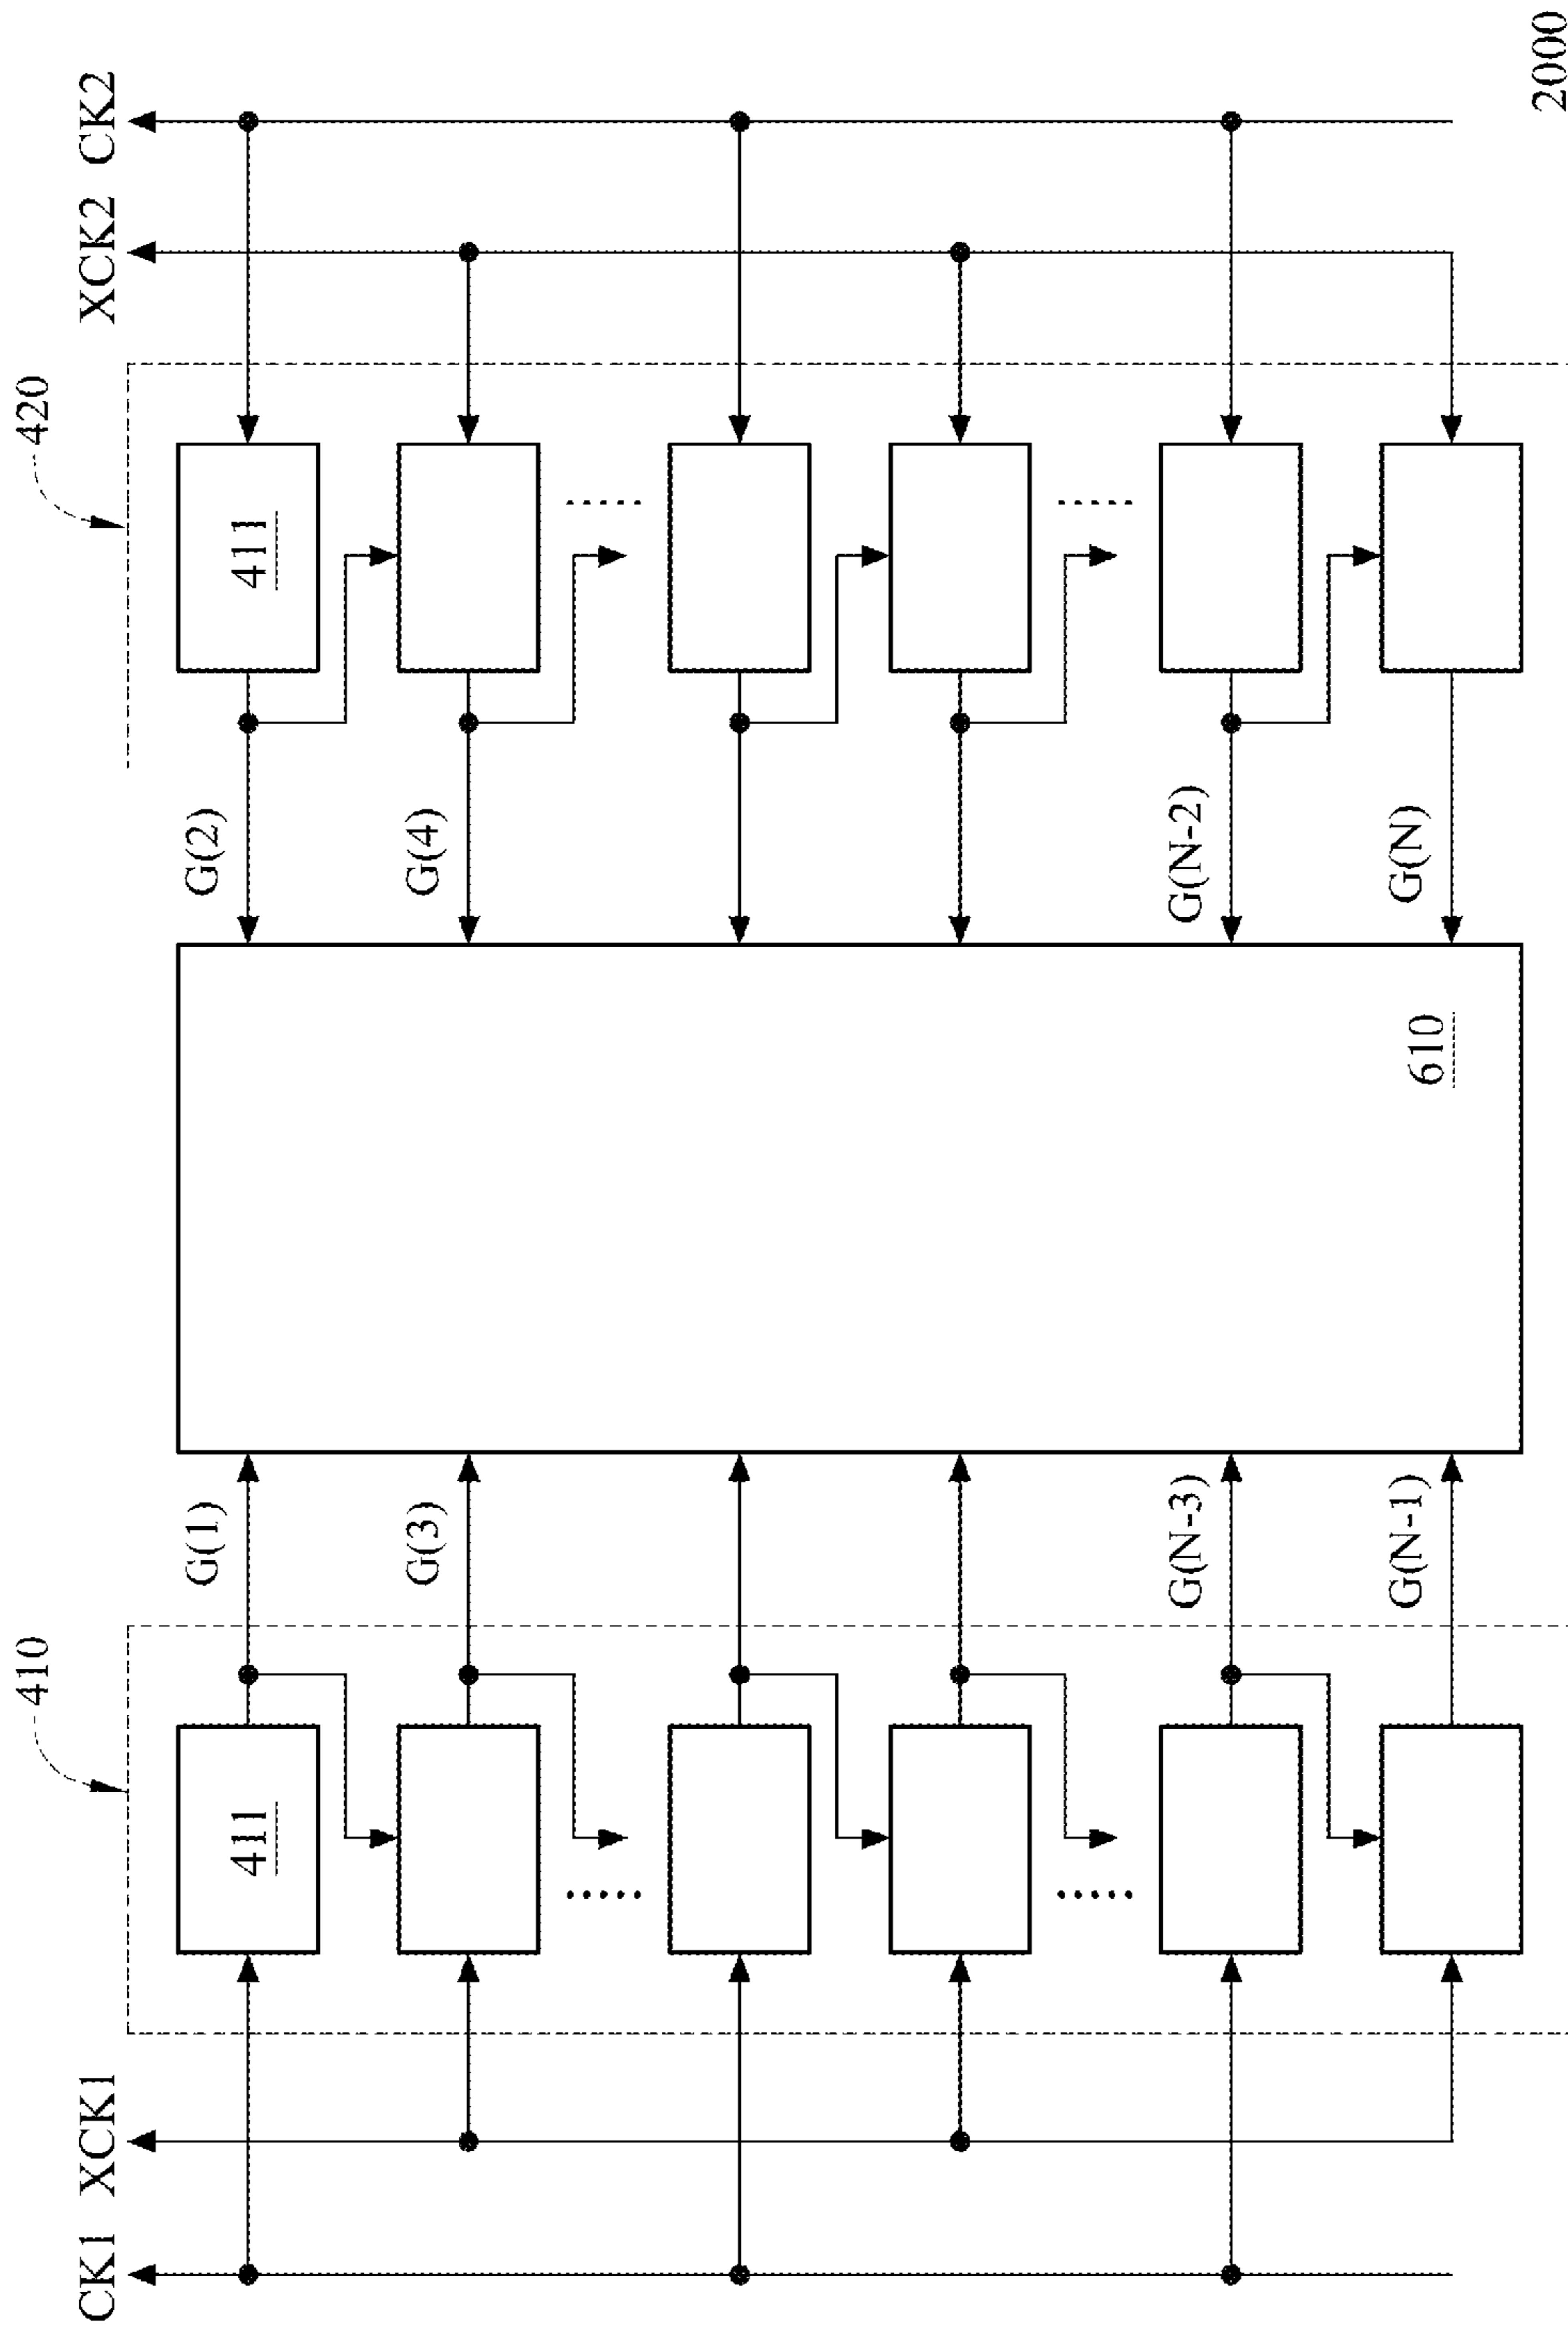 410
420
CK1 XCK1
XCK2 CK2
411
G(1)
G(2)
411
G(3)
G(4)
G(N-3)
G(N-2)
G(N-1)
610
G(N)
2000